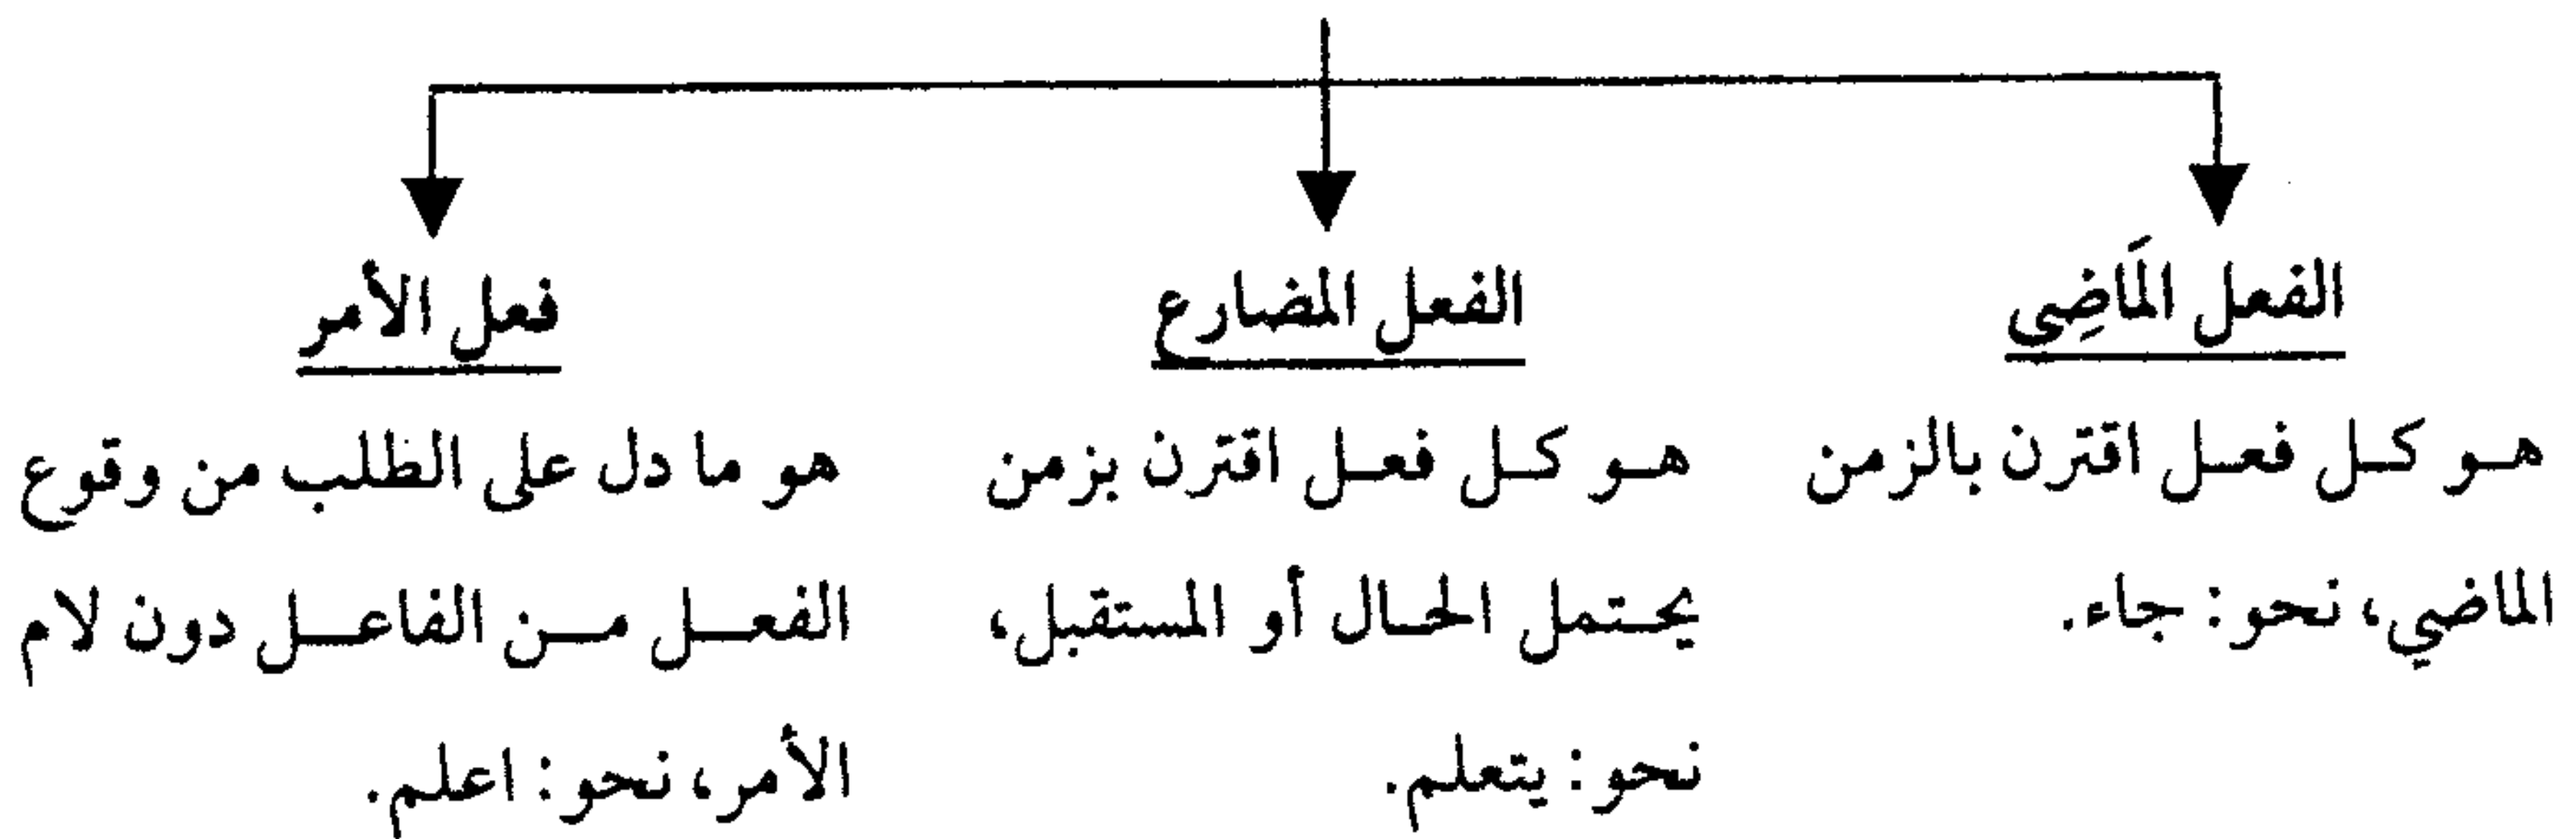 الفعل المَاضِى
هو كل فعل اقترن بالزمن
الماضي، نحو: جاء.
الفعل المضارع
هو كل فعل اقترن بزمن
يحتمل الحال أو المستقبل،
نحو: يتعلم.
فعل الأمر
هو ما دل على الطلب من وقوع
الفعل من الفاعل دون لام
الأمر، نحو: اعلم.